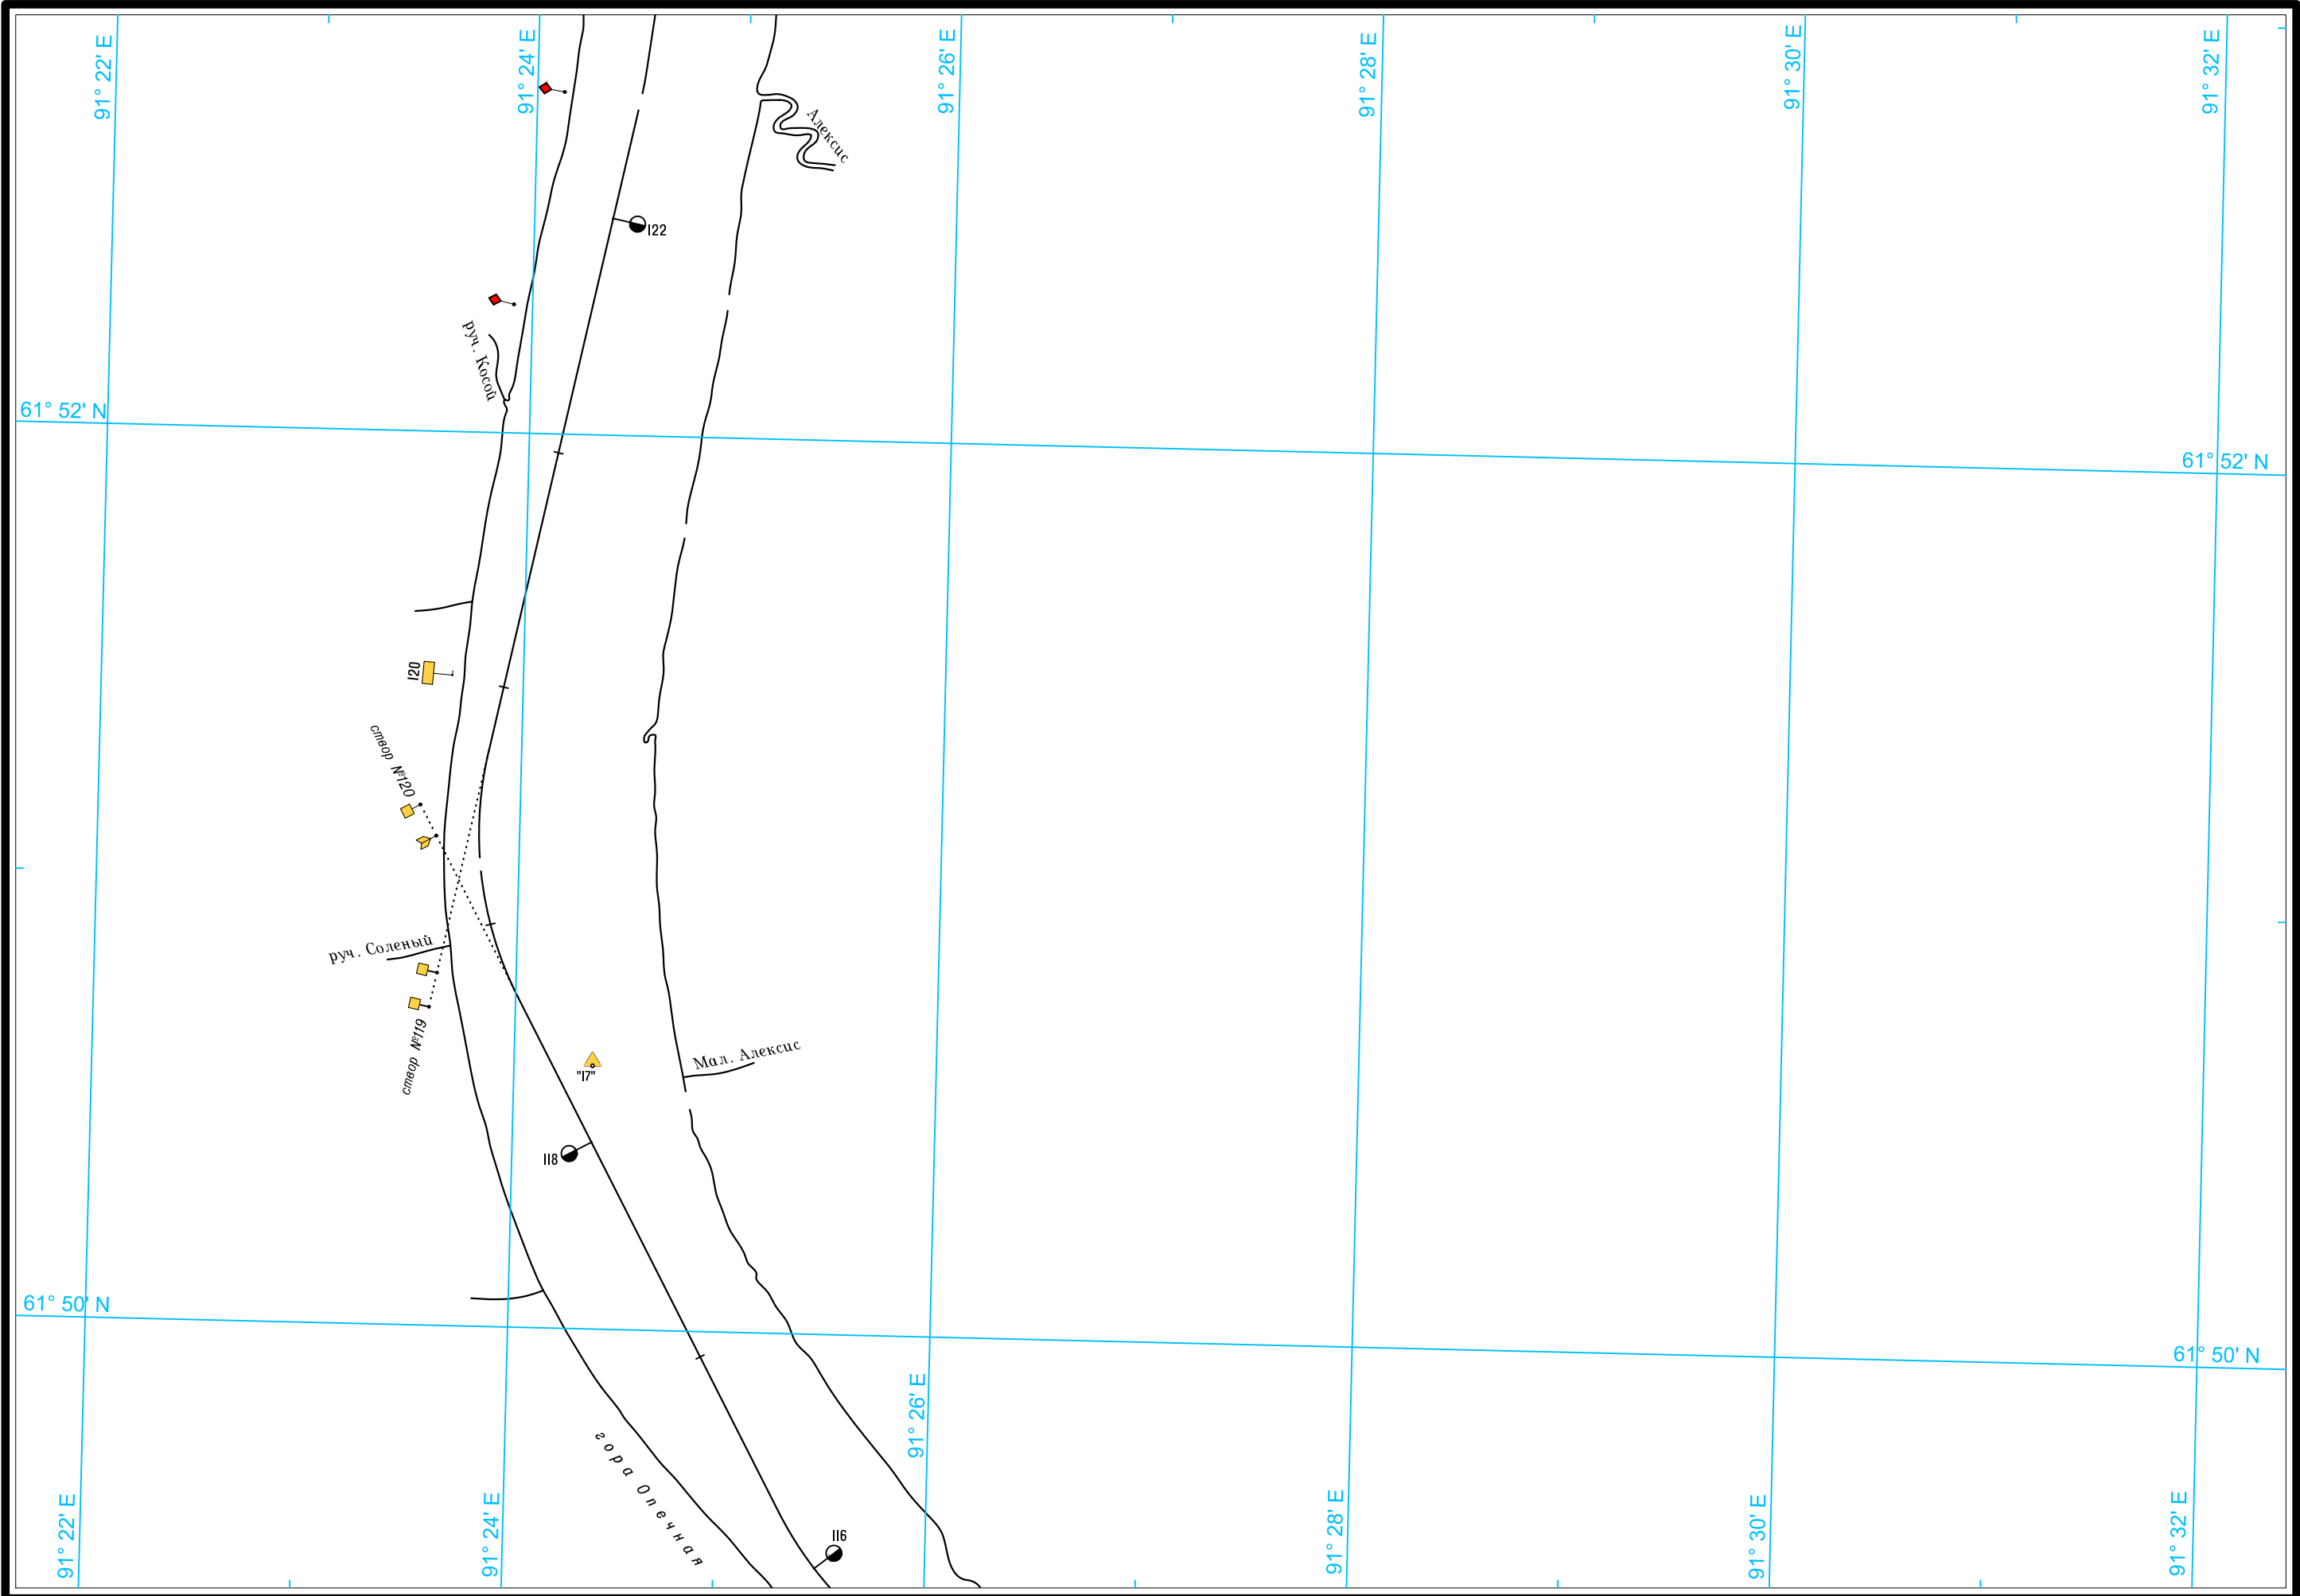 91° 22' E
91° 24' E
91° 26' E
91° 28' E
91° 30' E
91° 32' E
Алексис
122
руч. Косой
61° 52' N
61° 52' N
120
створ №120
руч. Соленый
створ №119
Мал. Алексис
"17"
118
61° 50' N
61° 50' N
91° 26' E
гора Опечная
116
91° 22' E
91° 24' E
91° 28' E
91° 30' E
91° 32' E